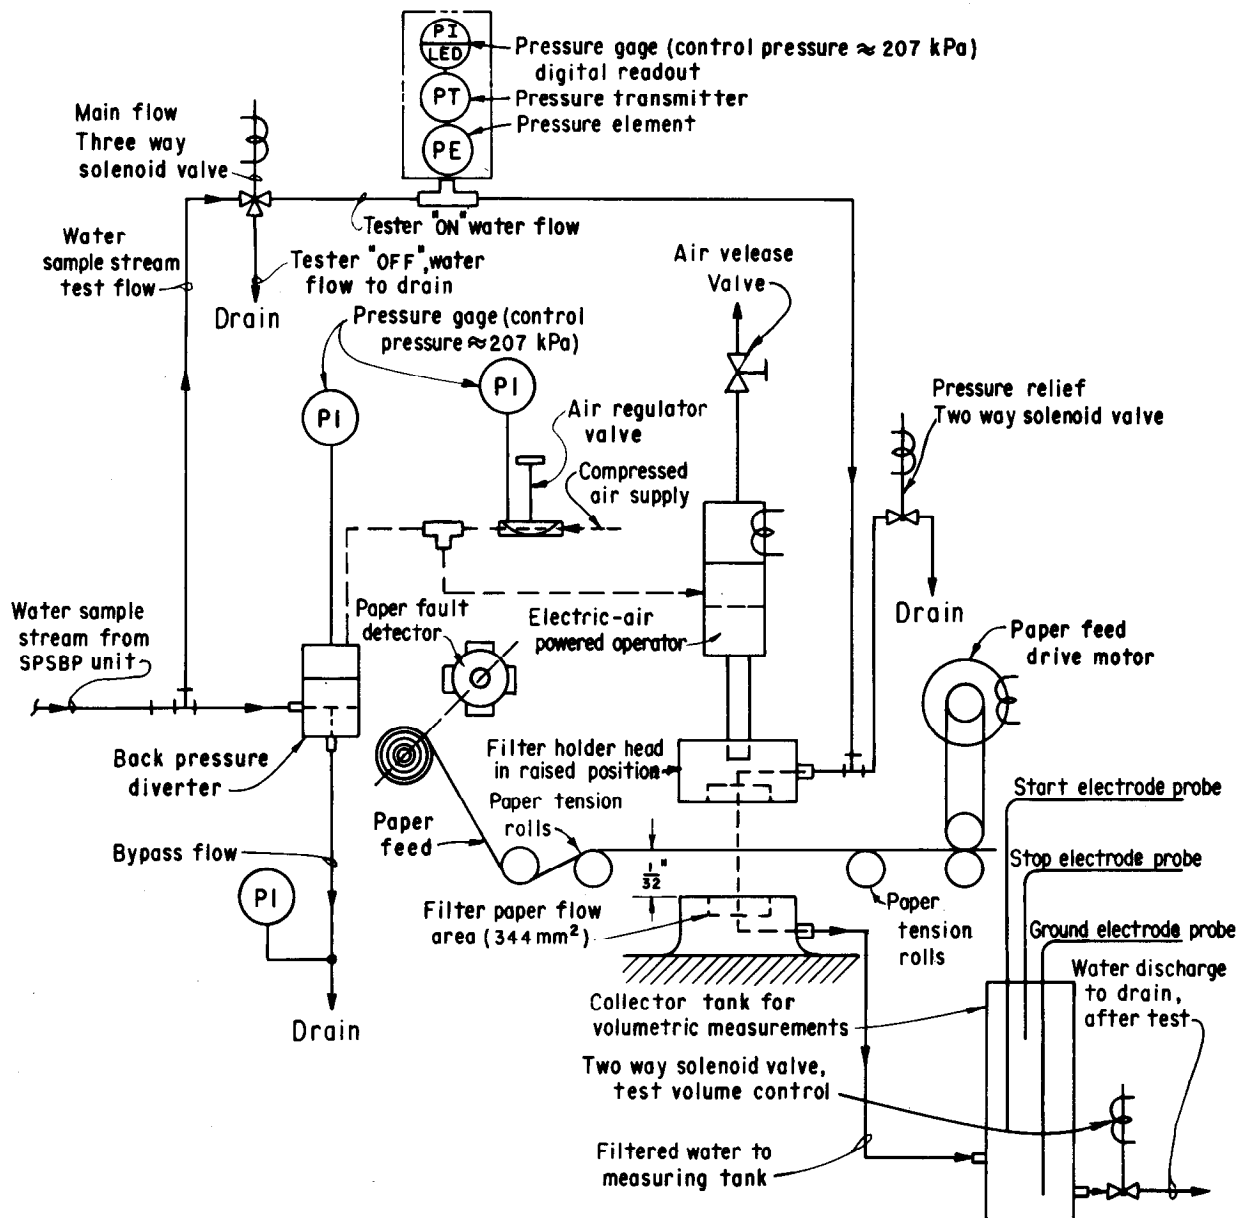 PI
LED
Pressure gage (control pressure ≈ 207 kPa)
digital readout
PT
Pressure transmitter
PE
Pressure element
Main flow
Three way
solenoid valve
Tester "ON" water flow
Water
sample stream
test flow
Tester "OFF", water
flow to drain
Drain
Air velease
Valve
Pressure gage (control
pressure ≈ 207 kPa)
PI
PI
Air regulator
valve
Compressed
air supply
Pressure relief
Two way solenoid valve
Drain
Water sample
stream from
SPSBP unit
Paper fault
detector
Electric-air
powered operator
Paper feed
drive motor
Back pressure
diverter
Filter holder head
in raised position
Paper tension
rolls
Paper
feed
Start electrode probe
Bypass flow
PI
1/32"
Stop electrode probe
Filter paper flow
area (344 mm²)
Paper
tension
rolls
Ground electrode probe
Water discharge
to drain,
after test
Drain
Collector tank for
volumetric measurements
Two way solenoid valve,
test volume control
Filtered water to
measuring tank